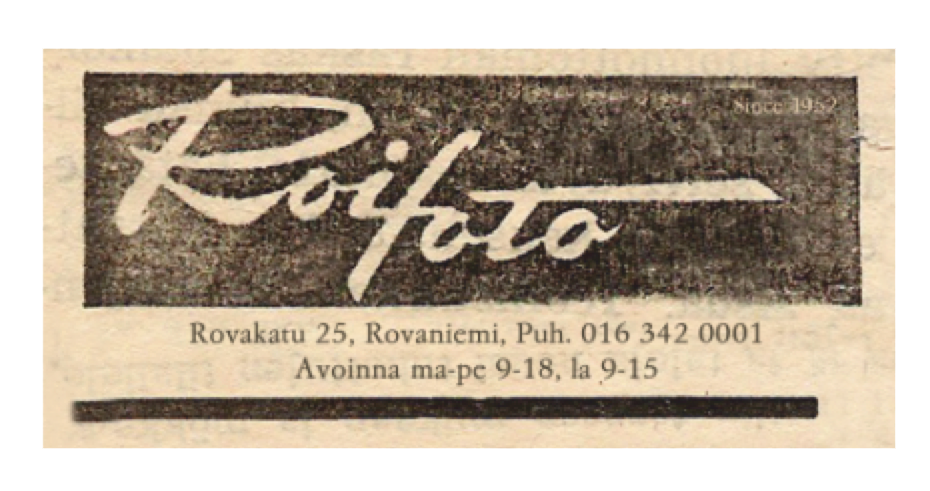 Since 1952
Roifoto
Rovakatu 25, Rovaniemi, Puh. 016 342 0001
Avoinna ma-pe 9-18, la 9-15